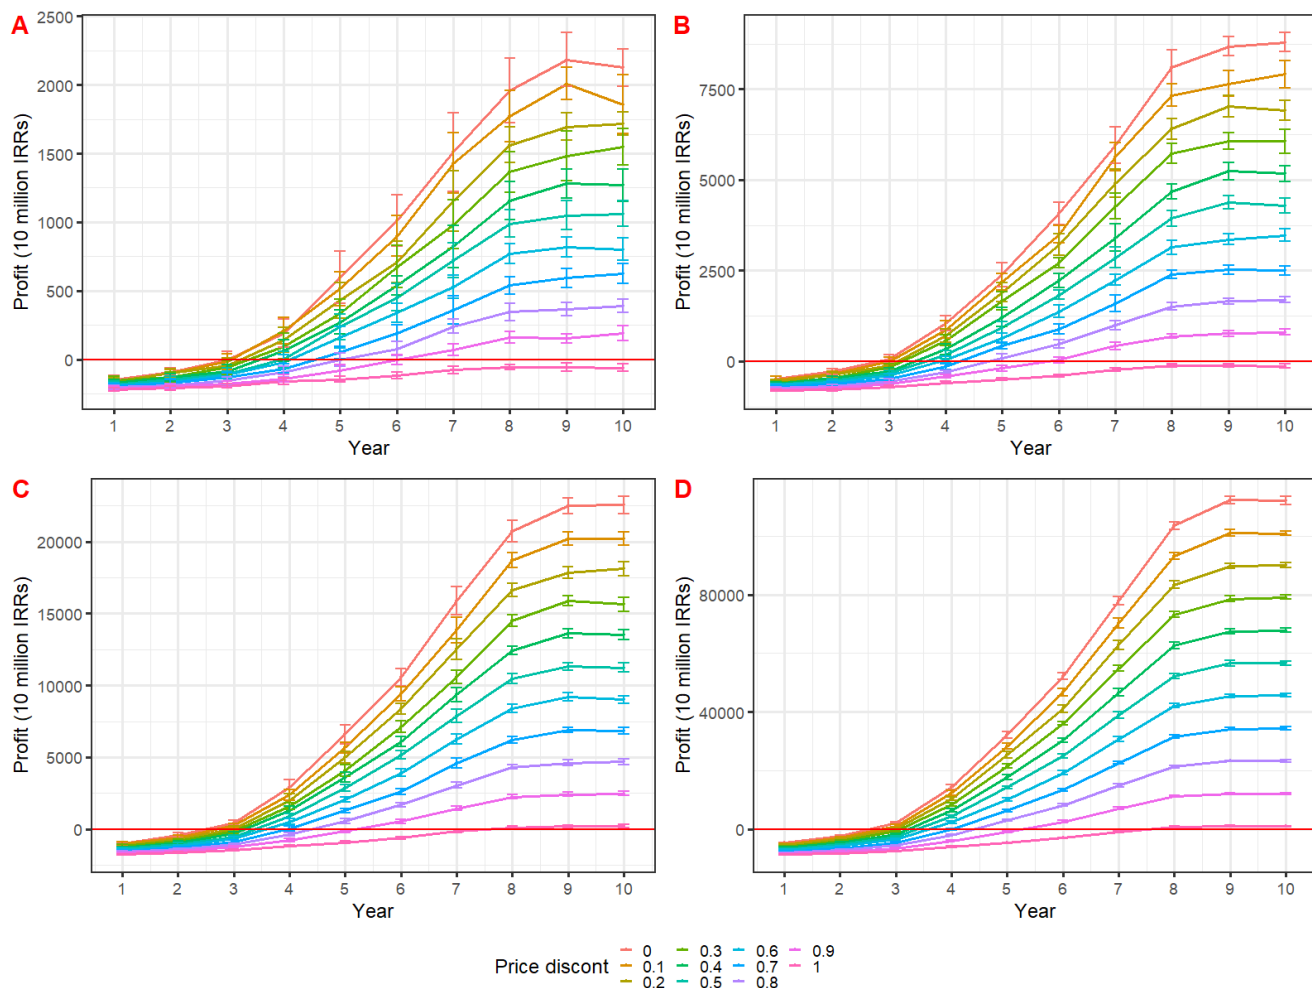 A
B
2500
2000
1500
1000
500
0
Profit (10 million IRRs)
1 2 3 4 5 6 7 8 9 10
Year
7500
5000
2500
0
Profit (10 million IRRs)
1 2 3 4 5 6 7 8 9 10
Year
C
D
20000
15000
10000
5000
0
Profit (10 million IRRs)
1 2 3 4 5 6 7 8 9 10
Year
80000
40000
0
Profit (10 million IRRs)
1 2 3 4 5 6 7 8 9 10
Year
Price discont
0 0.3 0.6 0.9
0.1 0.4 0.7 1
0.2 0.5 0.8